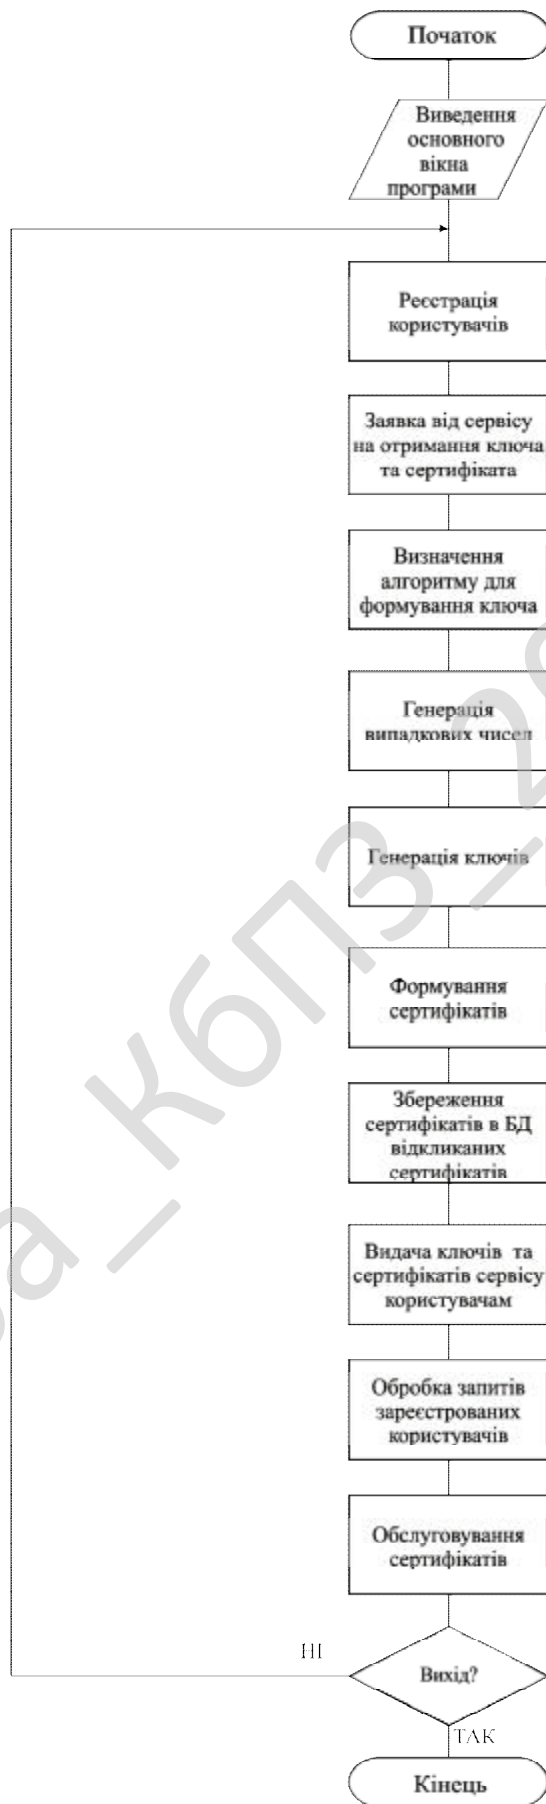 Початок
Виведення
основного
вікна
програми
Реєстрація
користувачів
Заявка від сервісу
на отримання ключа
та сертифіката
Визначення
алгоритму для
формування ключа
Генерація
випадкових чисел
Генерація ключів
Формування
сертифікатів
Збереження
сертифікатів в БД
відкликаних
сертифікатів
Видача ключів та
сертифікатів сервісу
користувачам
Обробка запитів
зареєстрованих
користувачів
Обслуговування
сертифікатів
НІ
Вихід?
ТАК
Кінець